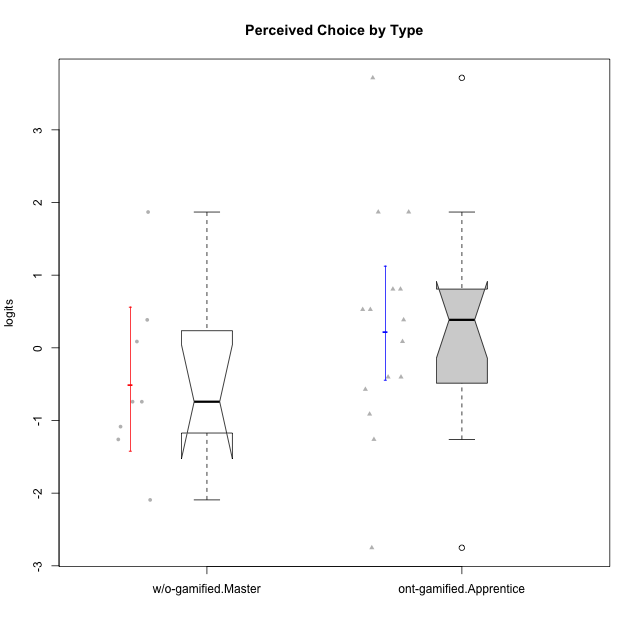 Perceived Choice by Type
logits
3
2
1
0
-1
-2
-3
w/o-gamified.Master
ont-gamified.Apprentice